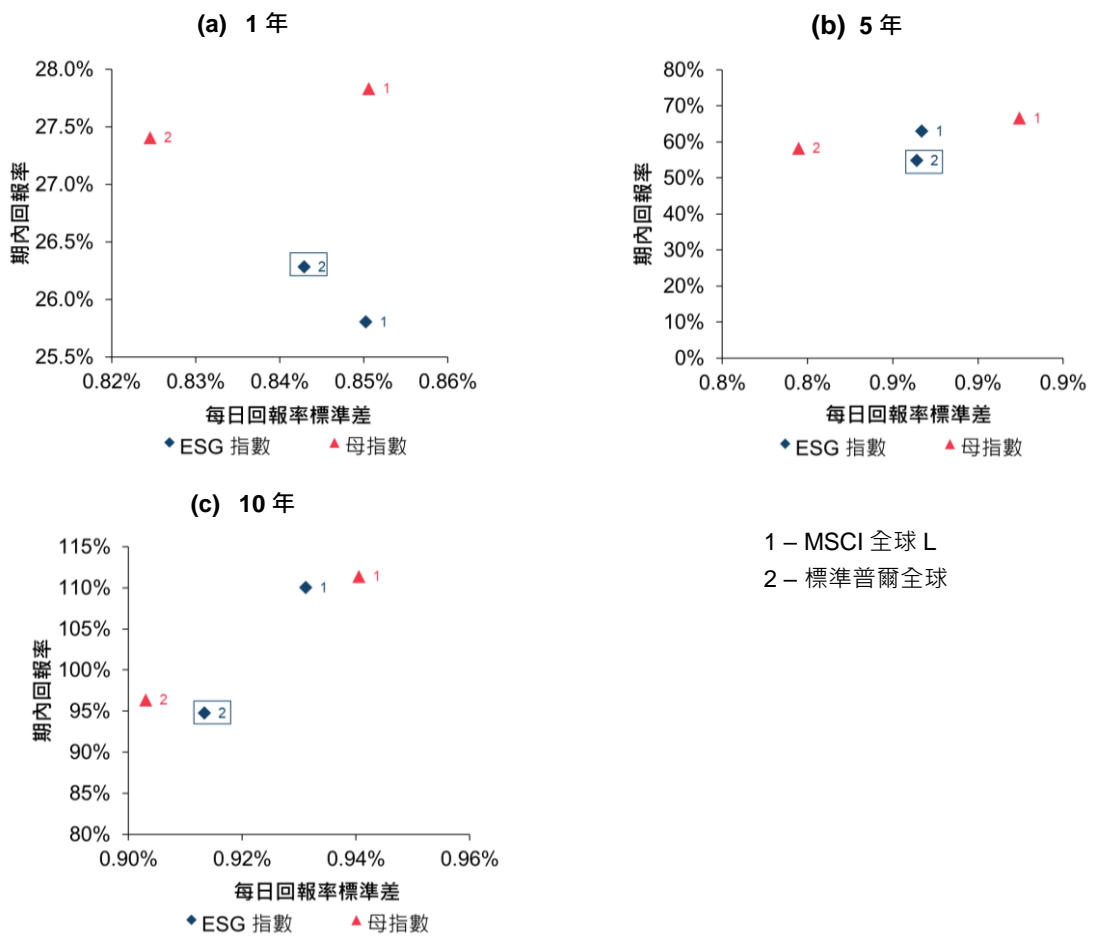 (a) 1 年
28.0%
27.5%
27.0%
26.5%
26.0%
25.5%
期內回報率
1
2
2
1
0.82% 0.83% 0.84% 0.85% 0.86%
每日回報率標準差
ESG 指數 母指數
(b) 5 年
80%
70%
60%
50%
40%
30%
20%
10%
0%
期內回報率
1
1
2
2
0.8% 0.8% 0.9% 0.9% 0.9%
每日回報率標準差
ESG 指數 母指數
(c) 10 年
115%
110%
105%
100%
95%
90%
85%
80%
期內回報率
1
1
2
2
0.90% 0.92% 0.94% 0.96%
每日回報率標準差
ESG 指數 母指數
1 – MSCI 全球 L
2 – 標準普爾全球